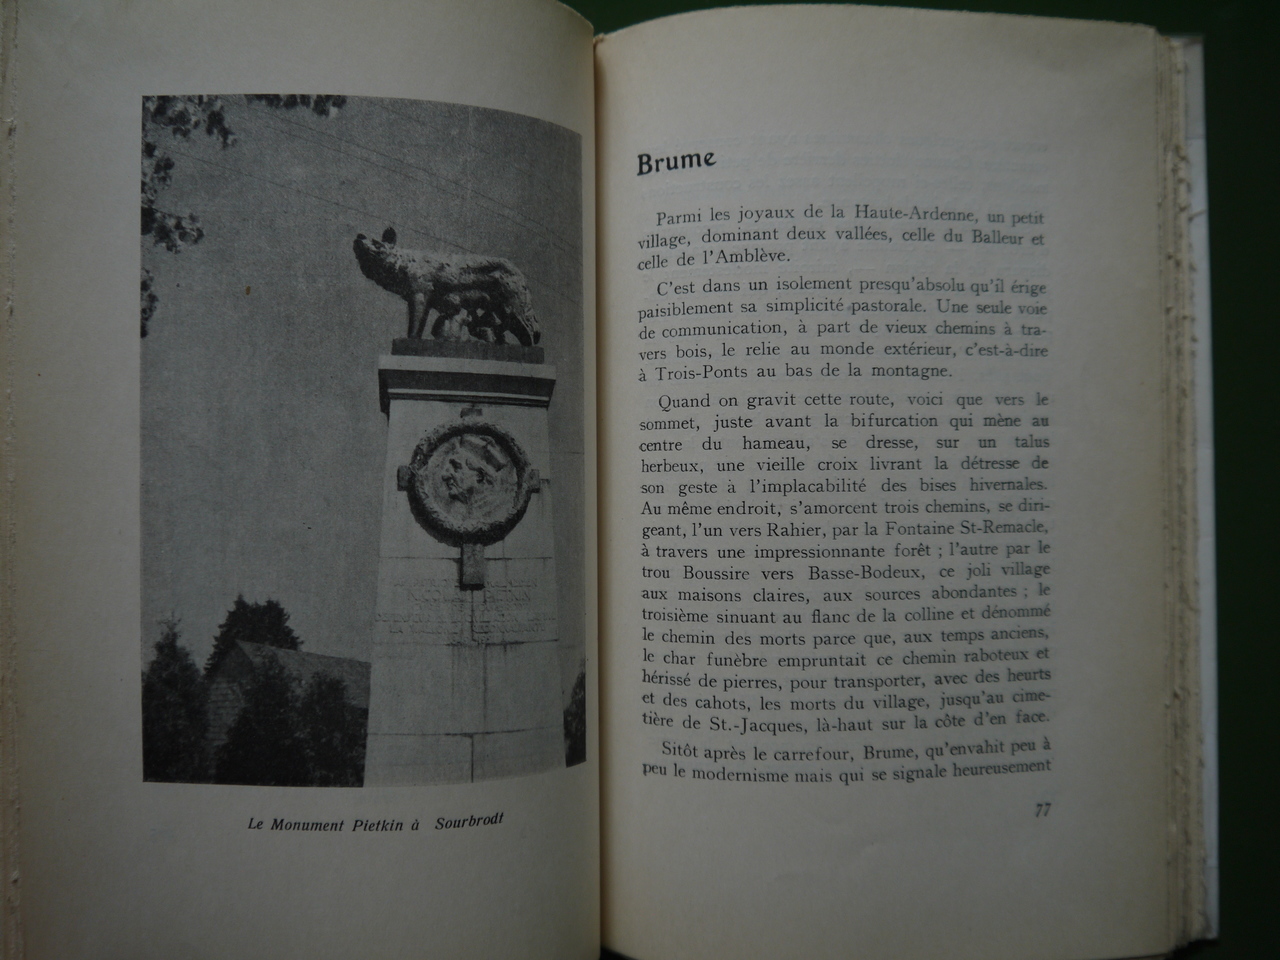 Le Monument Pietkin à Sourbrodt
Brume
Parmi les joyaux de la Haute-Ardenne, un petit
village, dominant deux vallées, celle du Balleur et
celle de l'Amblève.
C'est dans un isolement presqu'absolu qu'il érige
paisiblement sa simplicité pastorale. Une seule voie
de communication, à part de vieux chemins à tra-
vers bois, le relie au monde extérieur, c'est-à-dire
à Trois-Ponts au bas de la montagne.
Quand on gravit cette route, voici que vers le
sommet, juste avant la bifurcation qui mène au
centre du hameau, se dresse, sur un talus
herbeux, une vieille croix livrant la détresse de
son geste à l'implacabilité des bises hivernales.
Au même endroit, s'amorcent trois chemins, se diri-
geant, l'un vers Rahier, par la Fontaine St-Remacle,
à travers une impressionnante forêt ; l'autre par le
trou Boussire vers Basse-Bodeux, ce joli village
aux maisons claires, aux sources abondantes ; le
troisième sinuant au flanc de la colline et dénommé
le chemin des morts parce que, aux temps anciens,
le char funèbre empruntait ce chemin raboteux et
hérissé de pierres, pour transporter, avec des heurts
et des cahots, les morts du village, jusqu'au cime-
tière de St.-Jacques, là-haut sur la côte d'en face.
Sitôt après le carrefour, Brume, qu'envahit peu à
peu le modernisme mais qui se signale heureusement
77